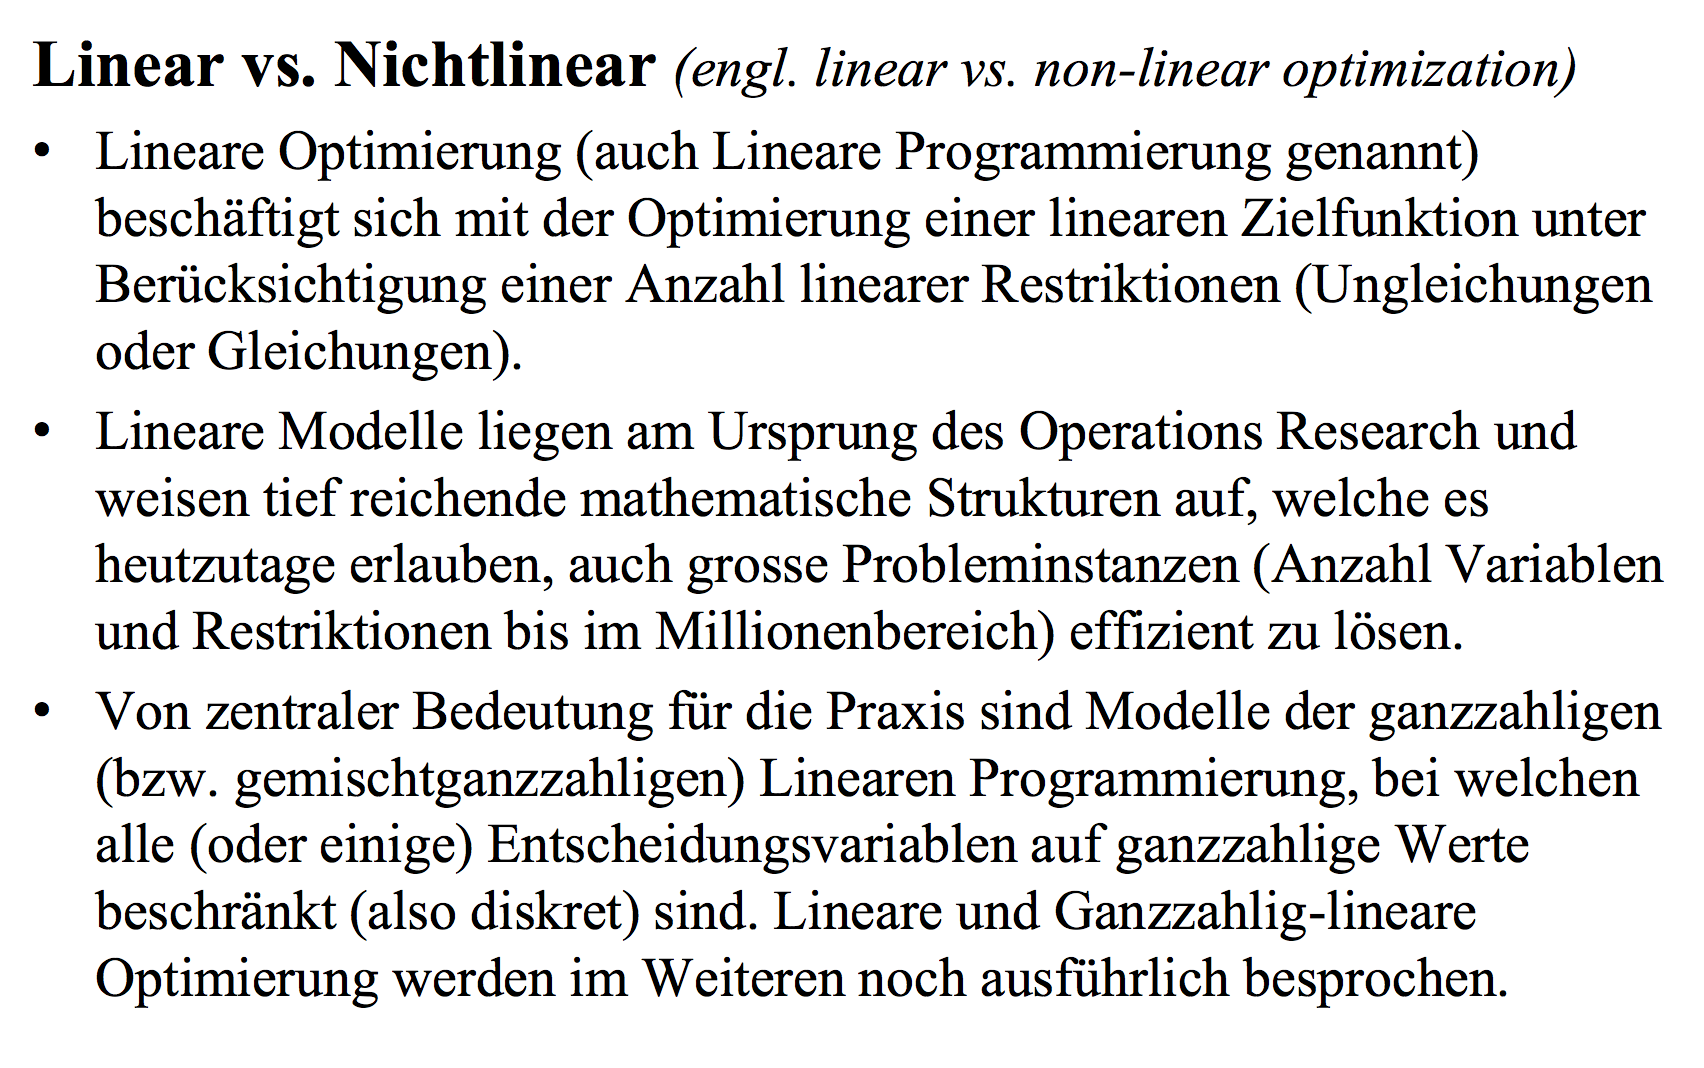 Linear vs. Nichtlinear (engl. linear vs. non-linear optimization)
• Lineare Optimierung (auch Lineare Programmierung genannt)
beschäftigt sich mit der Optimierung einer linearen Zielfunktion unter
Berücksichtigung einer Anzahl linearer Restriktionen (Ungleichungen
oder Gleichungen).
• Lineare Modelle liegen am Ursprung des Operations Research und
weisen tief reichende mathematische Strukturen auf, welche es
heutzutage erlauben, auch grosse Probleminstanzen (Anzahl Variablen
und Restriktionen bis im Millionenbereich) effizient zu lösen.
• Von zentraler Bedeutung für die Praxis sind Modelle der ganzzahligen
(bzw. gemischtganzzahligen) Linearen Programmierung, bei welchen
alle (oder einige) Entscheidungsvariablen auf ganzzahlige Werte
beschränkt (also diskret) sind. Lineare und Ganzzahlig-lineare
Optimierung werden im Weiteren noch ausführlich besprochen.